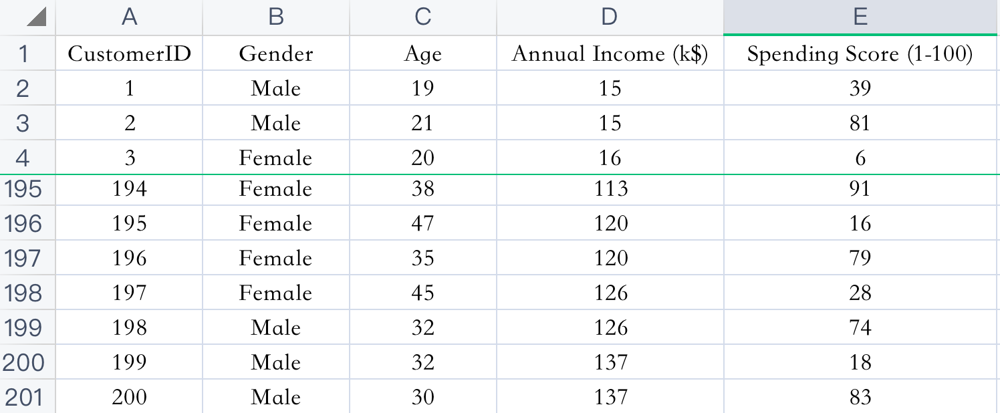 A B C D E
1 CustomerID Gender Age Annual Income (k$) Spending Score (1-100)
2 1 Male 19 15 39
3 2 Male 21 15 81
4 3 Female 20 16 6
195 194 Female 38 113 91
196 195 Female 47 120 16
197 196 Female 35 120 79
198 197 Female 45 126 28
199 198 Male 32 126 74
200 199 Male 32 137 18
201 200 Male 30 137 83